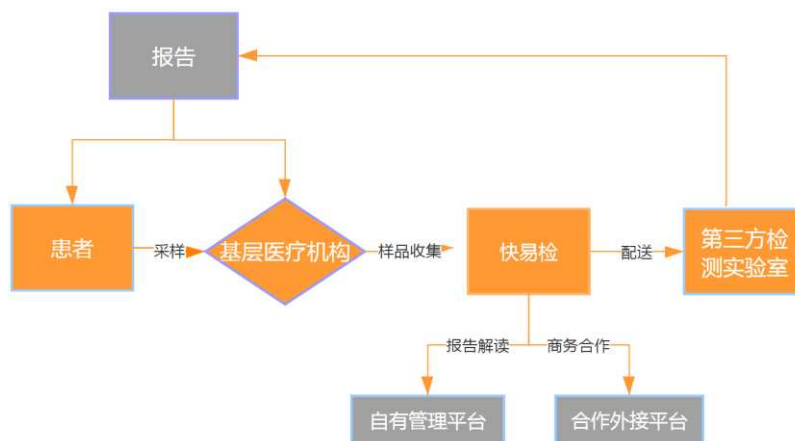 报告
患者
采样
基层医疗机构
样品收集
快易检
配送
第三方检
测实验室
报告解读
商务合作
自有管理平台
合作外接平台